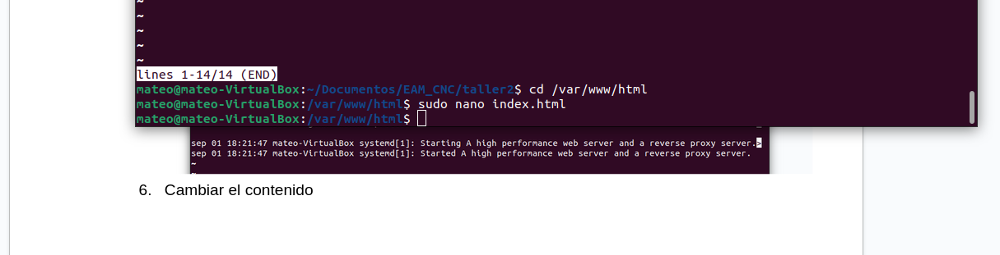 ~
~
~
~
~
lines 1-14/14 (END)
mateo@mateo-VirtualBox:~/Documentos/EAM_CNC/taller2$ cd /var/www/html
mateo@mateo-VirtualBox:/var/www/html$ sudo nano index.html
mateo@mateo-VirtualBox:/var/www/html$
sep 01 18:21:47 mateo-VirtualBox systemd[1]: Starting A high performance web server and a reverse proxy server.>
sep 01 18:21:47 mateo-VirtualBox systemd[1]: Started A high performance web server and a reverse proxy server.
~
~
6. Cambiar el contenido